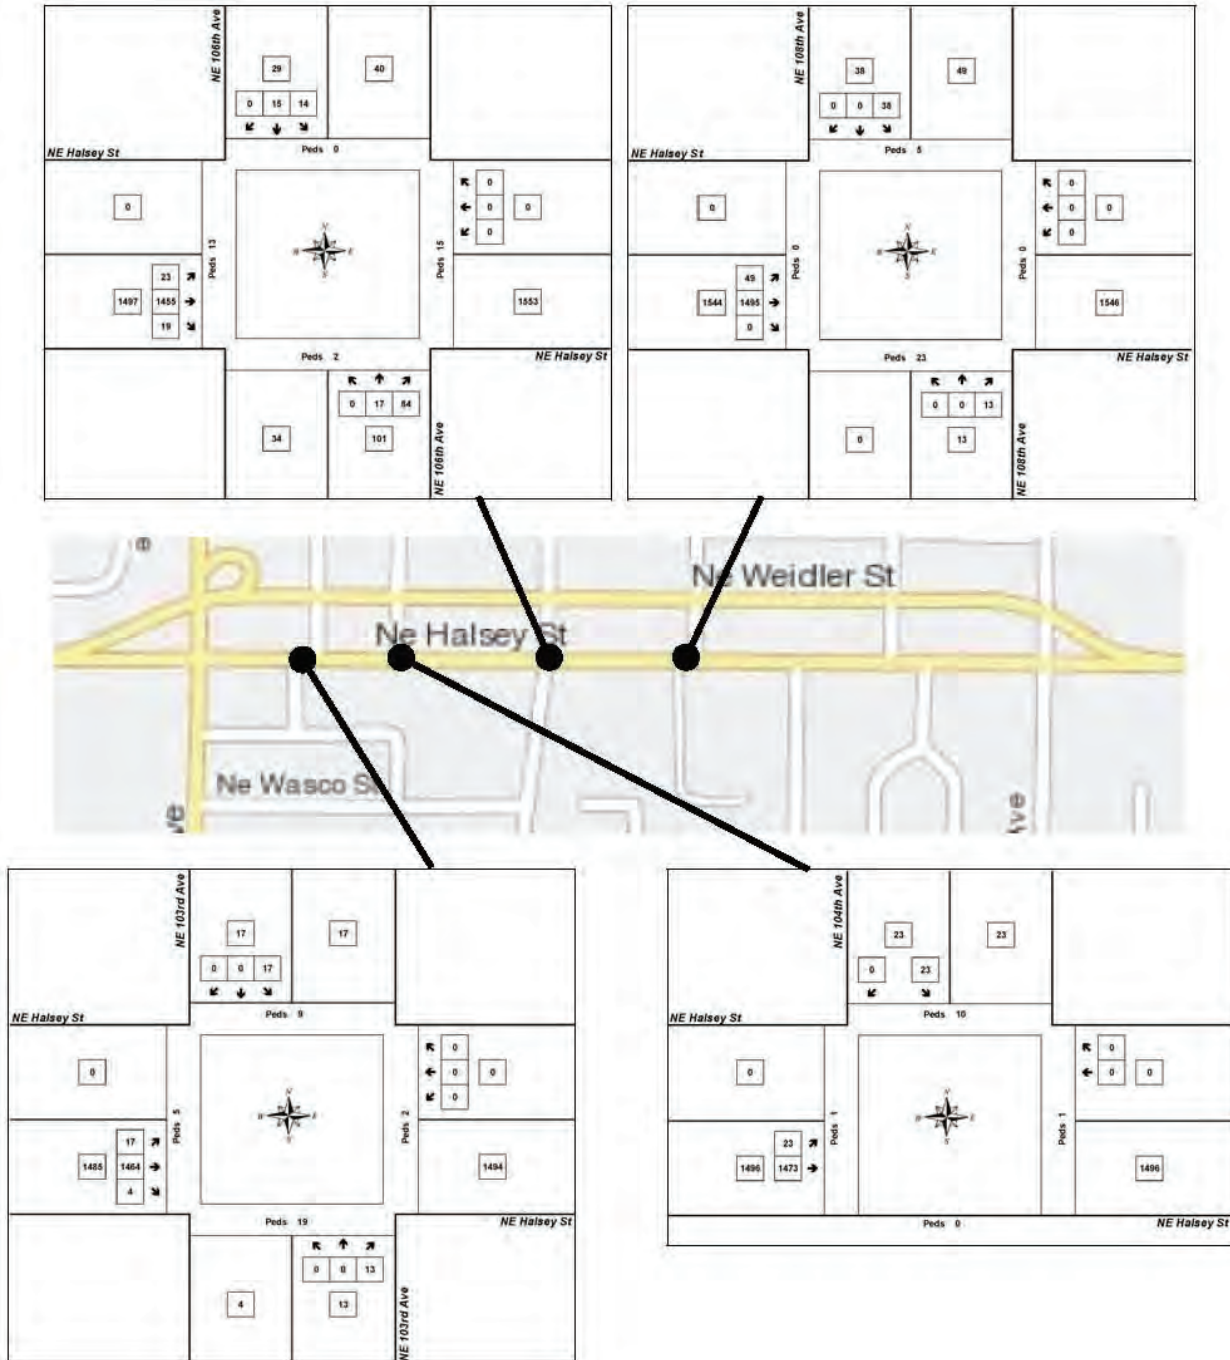 NE 106th Ave
29
40
0 15 14
Peds 0
NE Halsey St
0
Peds 13
N
W E
S
Peds 15
0
0
0
0
23
1497 1455
19
1553
Peds 2
NE Halsey St
0 17 84
34
101
NE 106th Ave
NE 108th Ave
38
49
0 0 38
Peds 5
NE Halsey St
0
Peds 0
N
W E
S
Peds 0
0
0
0
0
49
1544 1495
0
1546
Peds 23
NE Halsey St
0 0 13
0
13
NE 108th Ave
Ne Weidler St
Ne Halsey St
Ne Wasco St
ve
Ave
NE 103rd Ave
17
17
0 0 17
Peds 9
NE Halsey St
0
Peds 5
N
W E
S
Peds 2
0
0
0
0
17
1485 1464
4
1494
Peds 19
NE Halsey St
0 0 13
4
13
NE 103rd Ave
NE 104th Ave
23
23
0 23
Peds 10
NE Halsey St
0
Peds 1
N
W E
S
Peds 1
0
0 0
23
1496 1473
1496
Peds 0
NE Halsey St